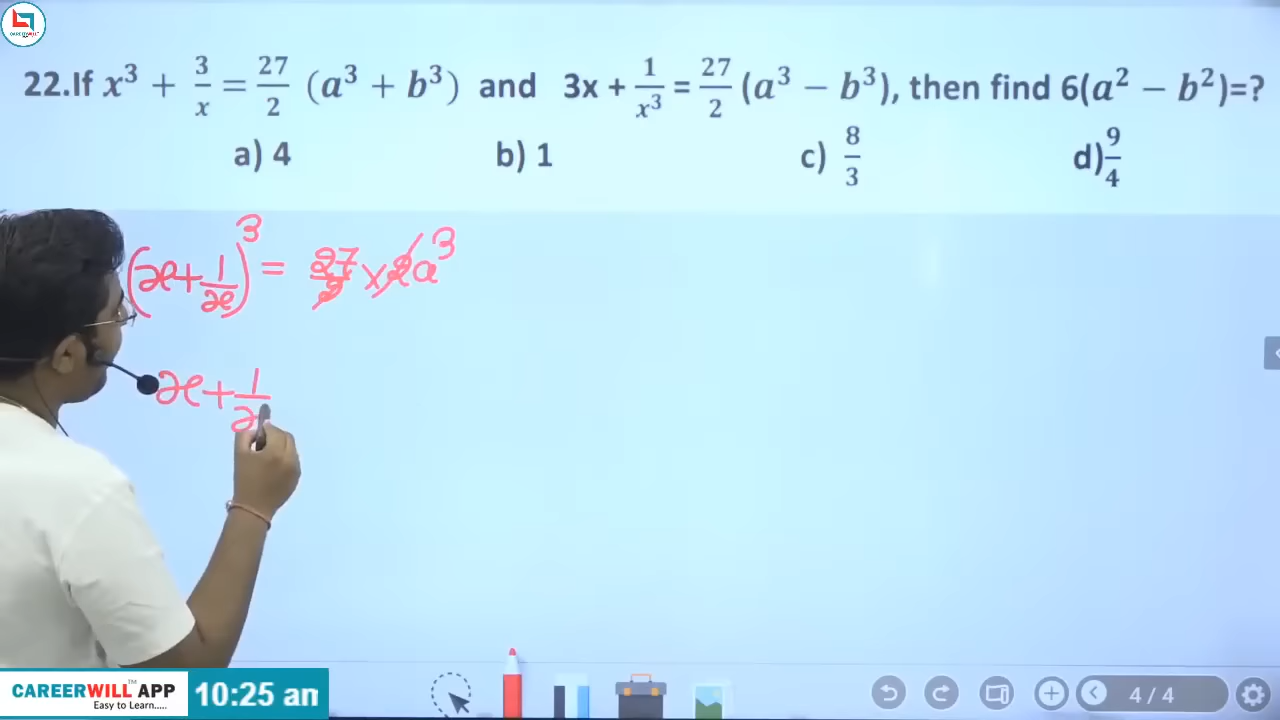 CAREERWILL
22.If x³ + 3/x = 27/2 (a³ + b³) and 3x + 1/x³ = 27/2 (a³ − b³), then find 6(a² − b²)=?
a) 4 b) 1 c) 8/3 d) 9/4
(x + 1/x)³ = 27/2 × 2a³
x + 1/x
CAREERWILL™ APP
Easy to Learn.....
10:25 am
4 / 4